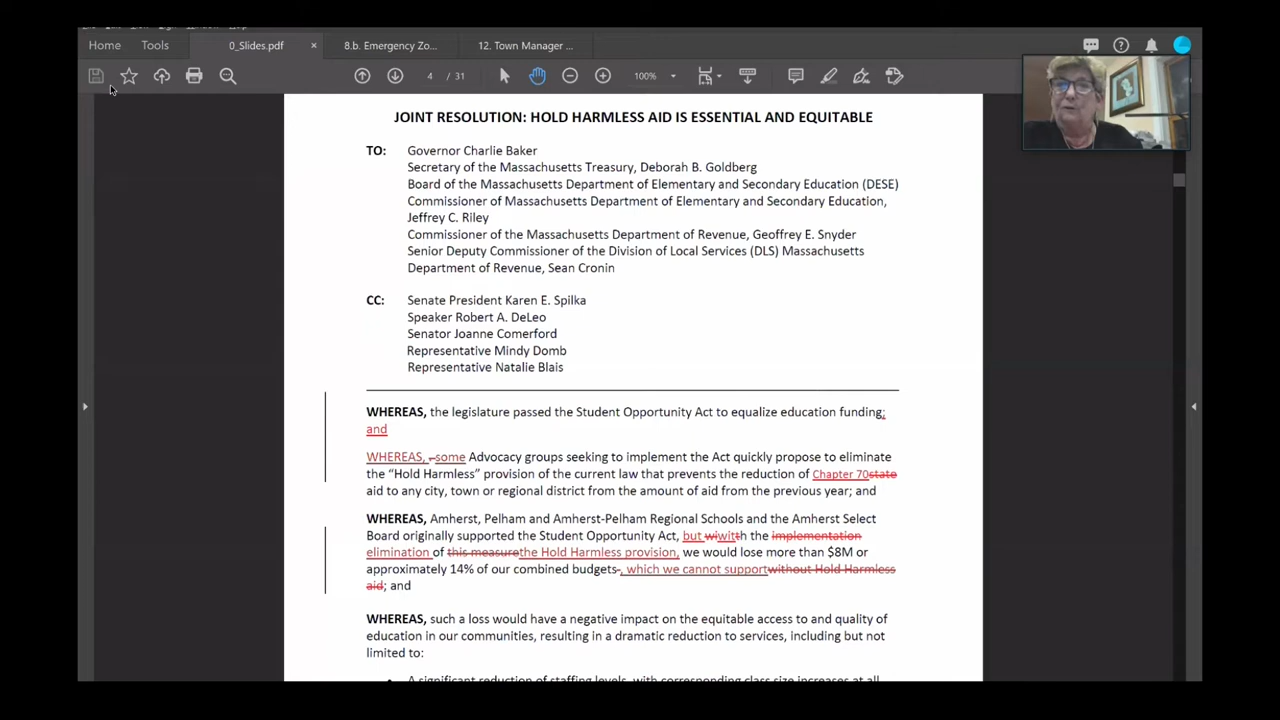 Home Tools 0_Slides.pdf × 8.b. Emergency Zo... 12. Town Manager ...
4 / 31 100%
JOINT RESOLUTION: HOLD HARMLESS AID IS ESSENTIAL AND EQUITABLE
TO: Governor Charlie Baker
Secretary of the Massachusetts Treasury, Deborah B. Goldberg
Board of the Massachusetts Department of Elementary and Secondary Education (DESE)
Commissioner of Massachusetts Department of Elementary and Secondary Education,
Jeffrey C. Riley
Commissioner of the Massachusetts Department of Revenue, Geoffrey E. Snyder
Senior Deputy Commissioner of the Division of Local Services (DLS) Massachusetts
Department of Revenue, Sean Cronin
CC: Senate President Karen E. Spilka
Speaker Robert A. DeLeo
Senator Joanne Comerford
Representative Mindy Domb
Representative Natalie Blais
WHEREAS, the legislature passed the Student Opportunity Act to equalize education funding;
and
WHEREAS, some Advocacy groups seeking to implement the Act quickly propose to eliminate
the “Hold Harmless” provision of the current law that prevents the reduction of Chapter 70state
aid to any city, town or regional district from the amount of aid from the previous year; and
WHEREAS, Amherst, Pelham and Amherst-Pelham Regional Schools and the Amherst Select
Board originally supported the Student Opportunity Act, but wiwith the implementation
elimination of this measurethe Hold Harmless provision, we would lose more than $8M or
approximately 14% of our combined budgets-, which we cannot supportwithout Hold Harmless
aid; and
WHEREAS, such a loss would have a negative impact on the equitable access to and quality of
education in our communities, resulting in a dramatic reduction to services, including but not
limited to:
• A significant reduction of staffing levels, with corresponding class size increases at all